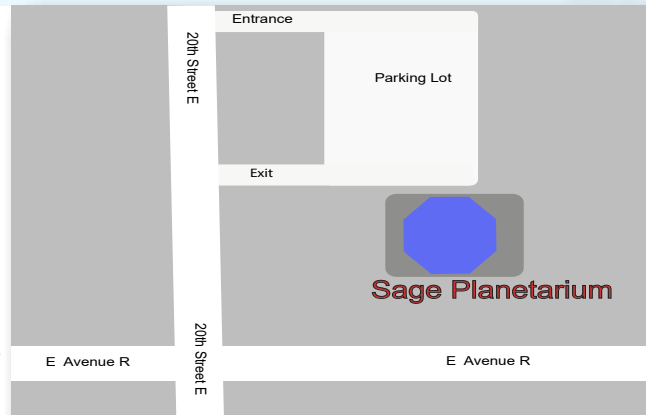 Entrance
20th Street E
Parking Lot
Exit
Sage Planetarium
20th Street E
E Avenue R
E Avenue R